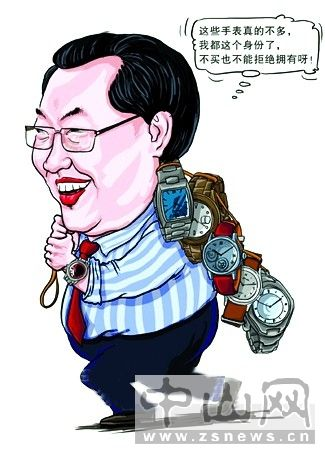 这些手表真的不多，
我都这个身份了，
不买也不能拒绝拥有呀！
中山网
www.zsnews.cn